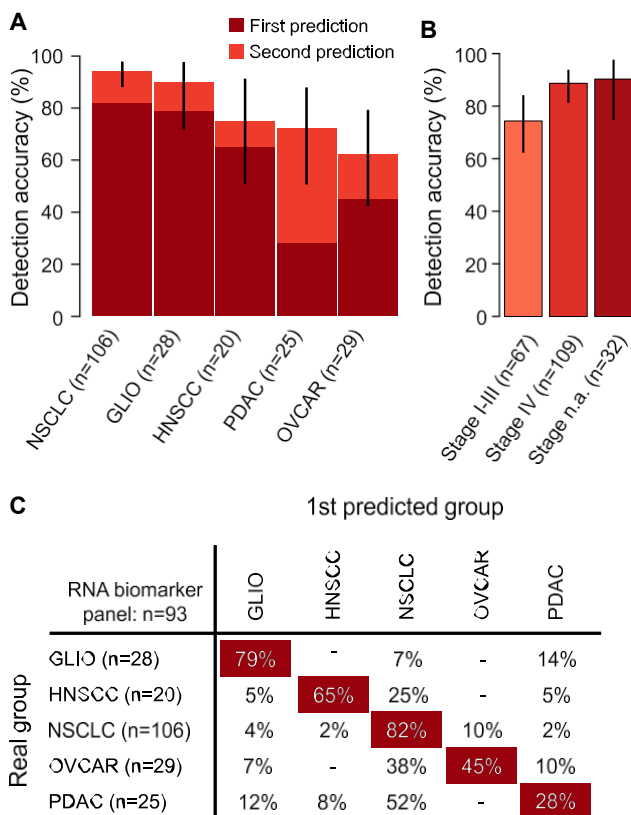 A
First prediction
Second prediction
Detection accuracy (%)
100
80
60
40
20
0
NSCLC (n=106)
GLIO (n=28)
HNSCC (n=20)
PDAC (n=25)
OVCAR (n=29)
B
Detection accuracy (%)
100
80
60
40
20
0
Stage I-III (n=67)
Stage IV (n=109)
Stage n.a. (n=32)
C
1st predicted group
RNA biomarker
panel: n=93
GLIO
HNSCC
NSCLC
OVCAR
PDAC
Real group
GLIO (n=28) 79% - 7% - 14%
HNSCC (n=20) 5% 65% 25% - 5%
NSCLC (n=106) 4% 2% 82% 10% 2%
OVCAR (n=29) 7% - 38% 45% 10%
PDAC (n=25) 12% 8% 52% - 28%